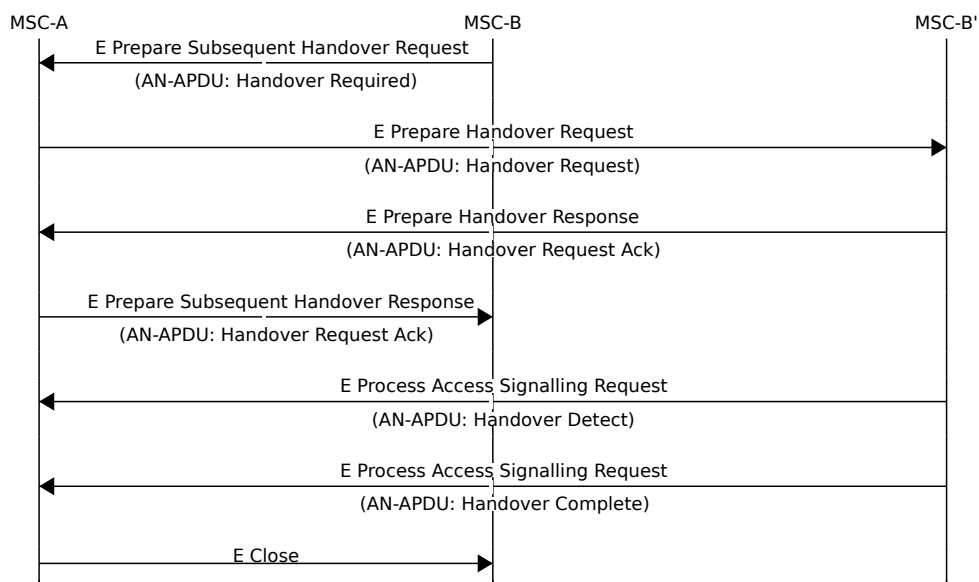 MSC-A MSC-B MSC-B'
E Prepare Subsequent Handover Request
(AN-APDU: Handover Required)
E Prepare Handover Request
(AN-APDU: Handover Request)
E Prepare Handover Response
(AN-APDU: Handover Request Ack)
E Prepare Subsequent Handover Response
(AN-APDU: Handover Request Ack)
E Process Access Signalling Request
(AN-APDU: Handover Detect)
E Process Access Signalling Request
(AN-APDU: Handover Complete)
E Close